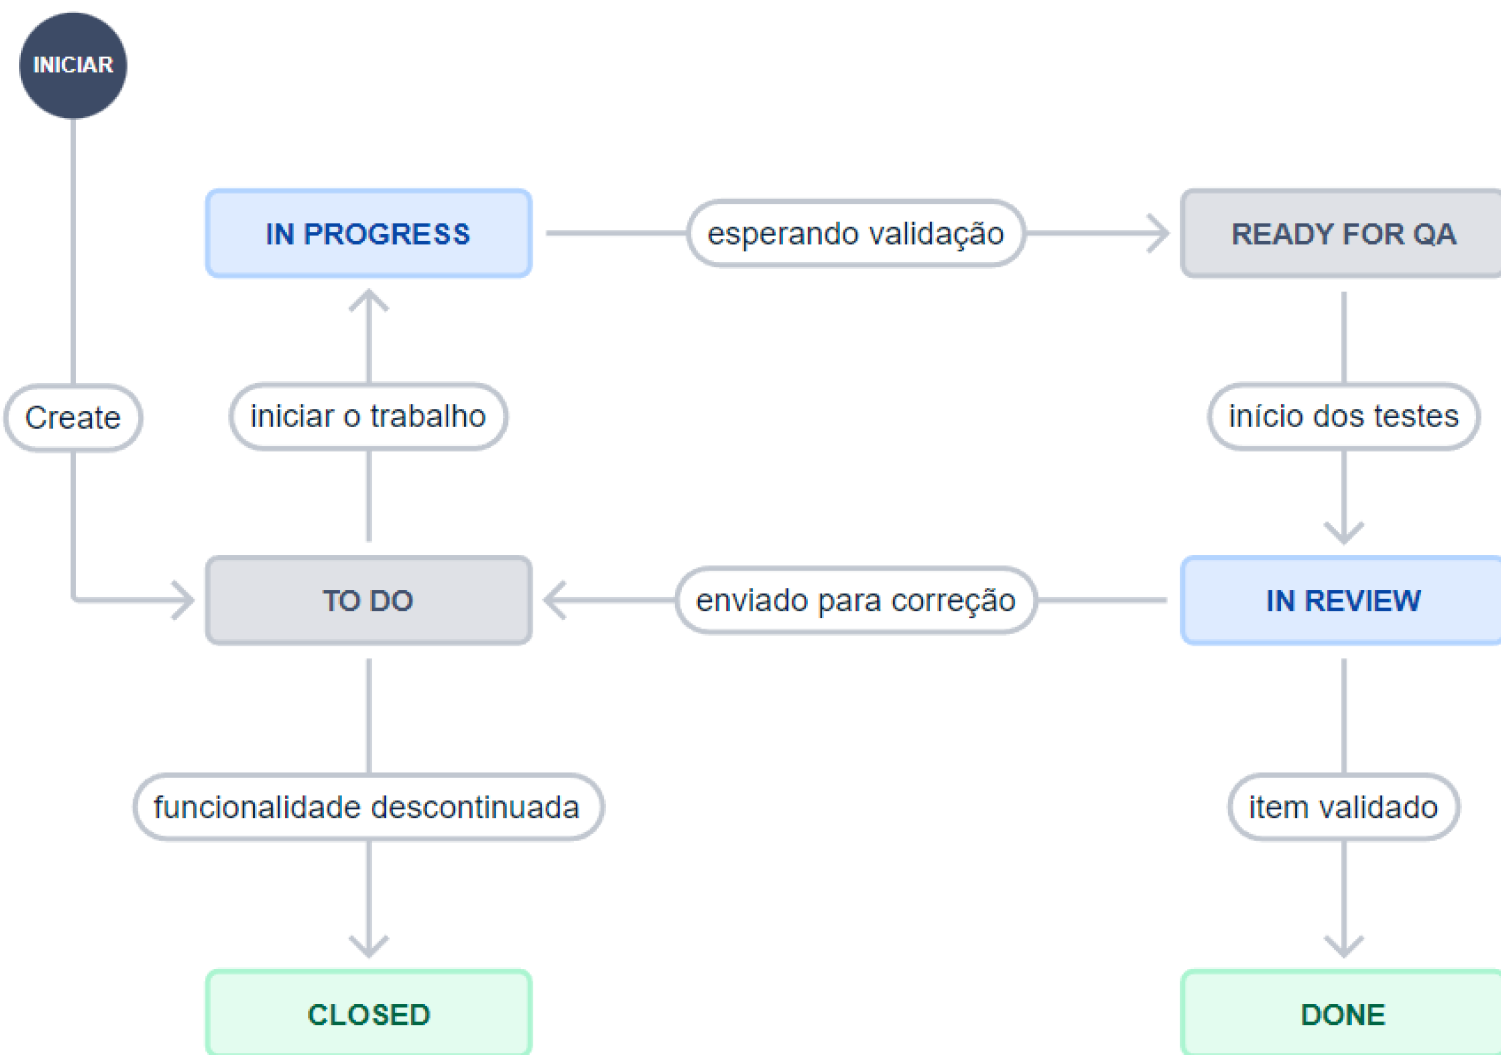 INICIAR
IN PROGRESS
esperando validação
READY FOR QA
Create
iniciar o trabalho
início dos testes
TO DO
enviado para correção
IN REVIEW
funcionalidade descontinuada
item validado
CLOSED
DONE